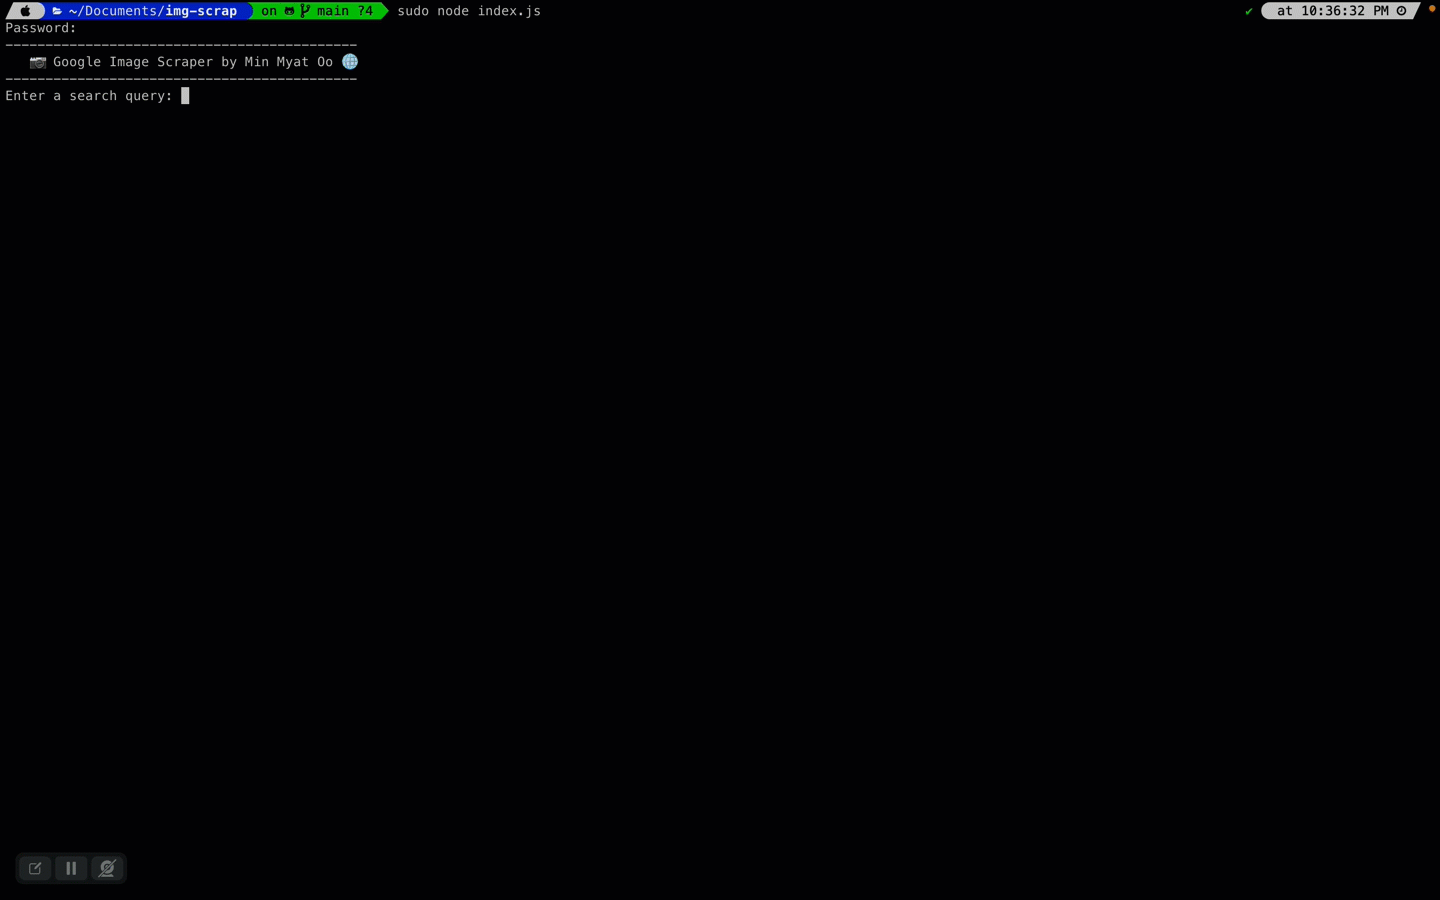 ~/Documents/img-scrap on main ?4 sudo node index.js ✔ at 10:36:32 PM
Password:
--------------------------------------------
📷 Google Image Scraper by Min Myat Oo 🌐
--------------------------------------------
Enter a search query: